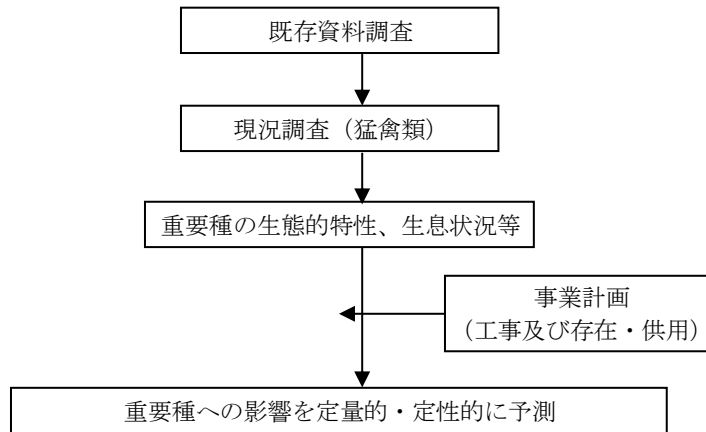 既存資料調査
現況調査（猛禽類）
重要種の生態的特性、生息状況等
事業計画
（工事及び存在・供用）
重要種への影響を定量的・定性的に予測